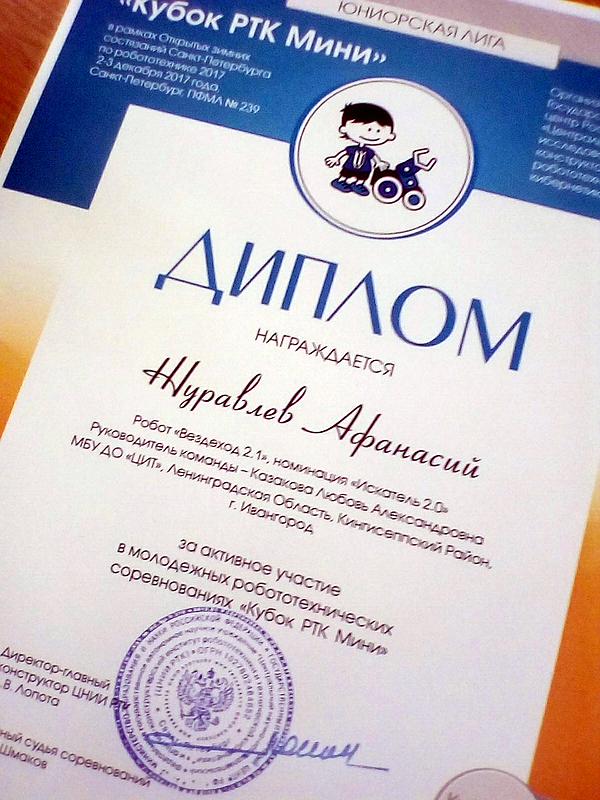 ЮНИОРСКАЯ ЛИГА
«Кубок РТК Мини»
в рамках Открытых зимних
состязаний Санкт-Петербурга
по робототехнике 2017
2-3 декабря 2017 года,
Санкт-Петербург, ПФМЛ № 239
ДИПЛОМ
НАГРАЖДАЕТСЯ
Журавлев Афанасий
Робот «Вездеход 2.1», номинация «Искатель 2.0»
Руководитель команды – Казакова Любовь Александровна
МБУ ДО «ЦИТ», Ленинградская Область, Кингисеппский Район,
г. Ивангород
за активное участие
в молодежных робототехнических
соревнованиях «Кубок РТК Мини»
Директор-главный
конструктор ЦНИИ РТК
В. Лопота
судья соревнований
Шмаков